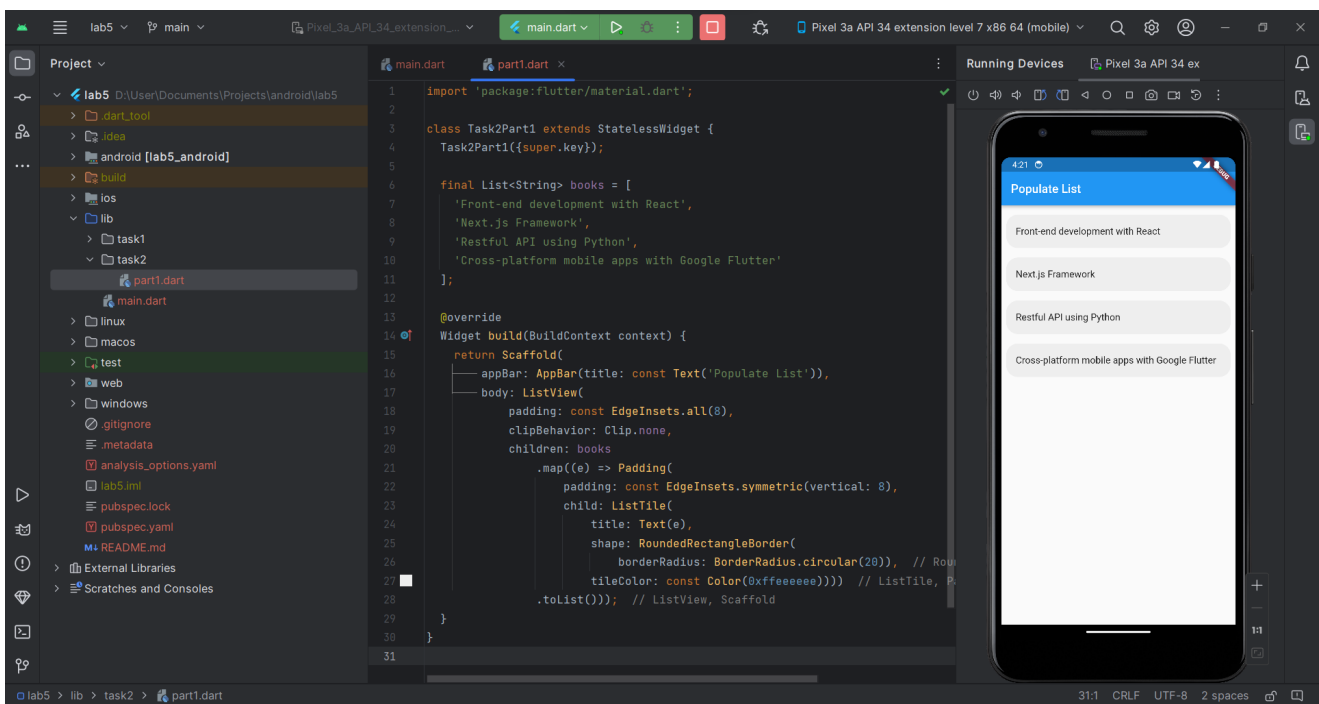 lab5
main
Pixel_3a_API_34_extension_...
main.dart
Pixel 3a API 34 extension level 7 x86 64 (mobile)
Project
lab5 D:\User\Documents\Projects\android\lab5
.dart_tool
.idea
android [lab5_android]
build
ios
lib
task1
task2
part1.dart
main.dart
linux
macos
test
web
windows
.gitignore
.metadata
analysis_options.yaml
lab5.iml
pubspec.lock
pubspec.yaml
M↓ README.md
External Libraries
Scratches and Consoles
main.dart
part1.dart
1 import 'package:flutter/material.dart';
2
3 class Task2Part1 extends StatelessWidget {
4 Task2Part1({super.key});
5
6 final List<String> books = [
7 'Front-end development with React',
8 'Next.js Framework',
9 'Restful API using Python',
10 'Cross-platform mobile apps with Google Flutter'
11 ];
12
13 @override
14 Widget build(BuildContext context) {
15 return Scaffold(
16 appBar: AppBar(title: const Text('Populate List')),
17 body: ListView(
18 padding: const EdgeInsets.all(8),
19 clipBehavior: Clip.none,
20 children: books
21 .map((e) => Padding(
22 padding: const EdgeInsets.symmetric(vertical: 8),
23 child: ListTile(
24 title: Text(e),
25 shape: RoundedRectangleBorder(
26 borderRadius: BorderRadius.circular(20)), // Rou
27 tileColor: const Color(0xffeeeeee)))) // ListTile, P
28 .toList())); // ListView, Scaffold
29 }
30 }
31
Running Devices
Pixel 3a API 34 ex
4:21
Populate List
Front-end development with React
Next.js Framework
Restful API using Python
Cross-platform mobile apps with Google Flutter
1:1
lab5 > lib > task2 > part1.dart
31:1 CRLF UTF-8 2 spaces